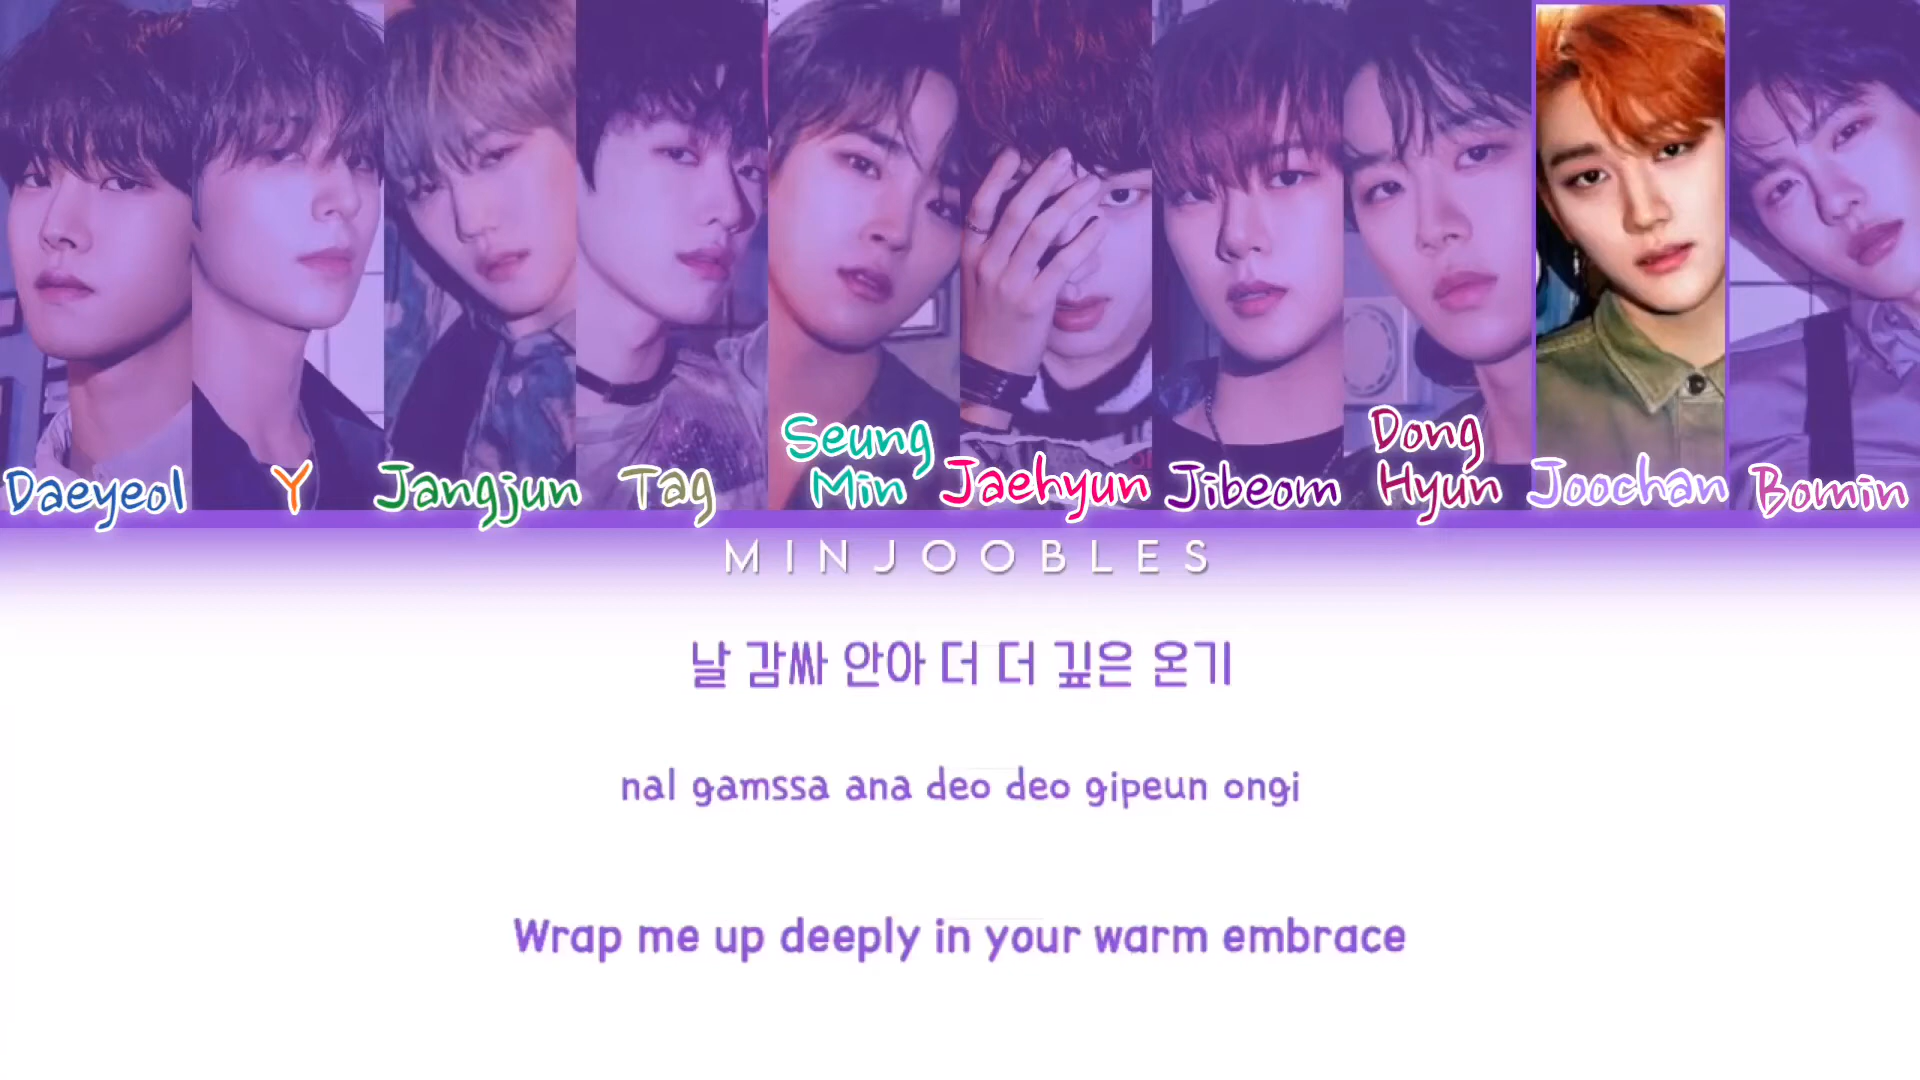 Daeyeol
Y
Jangjun
Tag
Seung
Min
Jaehyun
Jibeom
Dong
Hyun
Joochan
Bomin
MINJOOBLES
날 감싸 안아 더 더 깊은 온기
nal gamssa ana deo deo gipeun ongi
Wrap me up deeply in your warm embrace